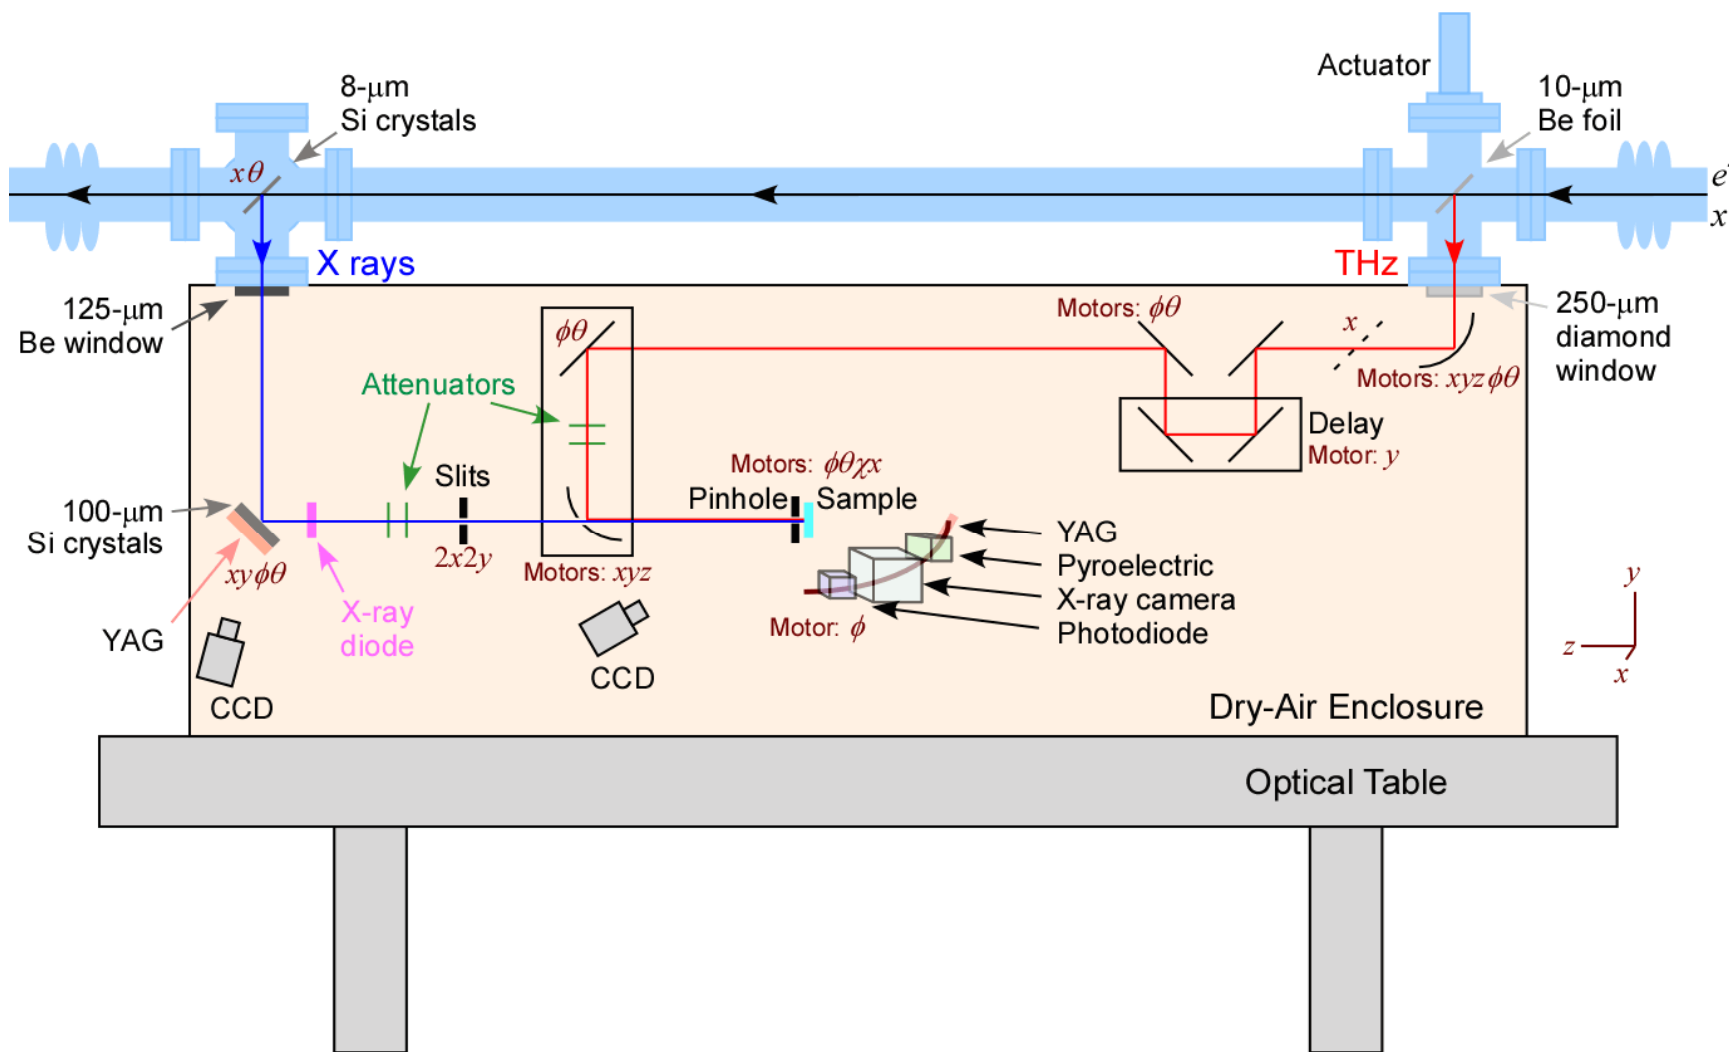 Actuator
8-μm
Si crystals
10-μm
Be foil
xθ
e-
x
X rays
THz
125-μm
Be window
250-μm
diamond
window
Motors: ϕθ
x
ϕθ
Motors: xyzϕθ
Attenuators
Delay
Motor: y
Slits
Motors: ϕθχx
Pinhole
Sample
100-μm
Si crystals
2x2y
xyϕθ
Motors: xyz
YAG
Pyroelectric
X-ray camera
Photodiode
X-ray
diode
Motor: ϕ
YAG
CCD
CCD
y
z
x
Dry-Air Enclosure
Optical Table